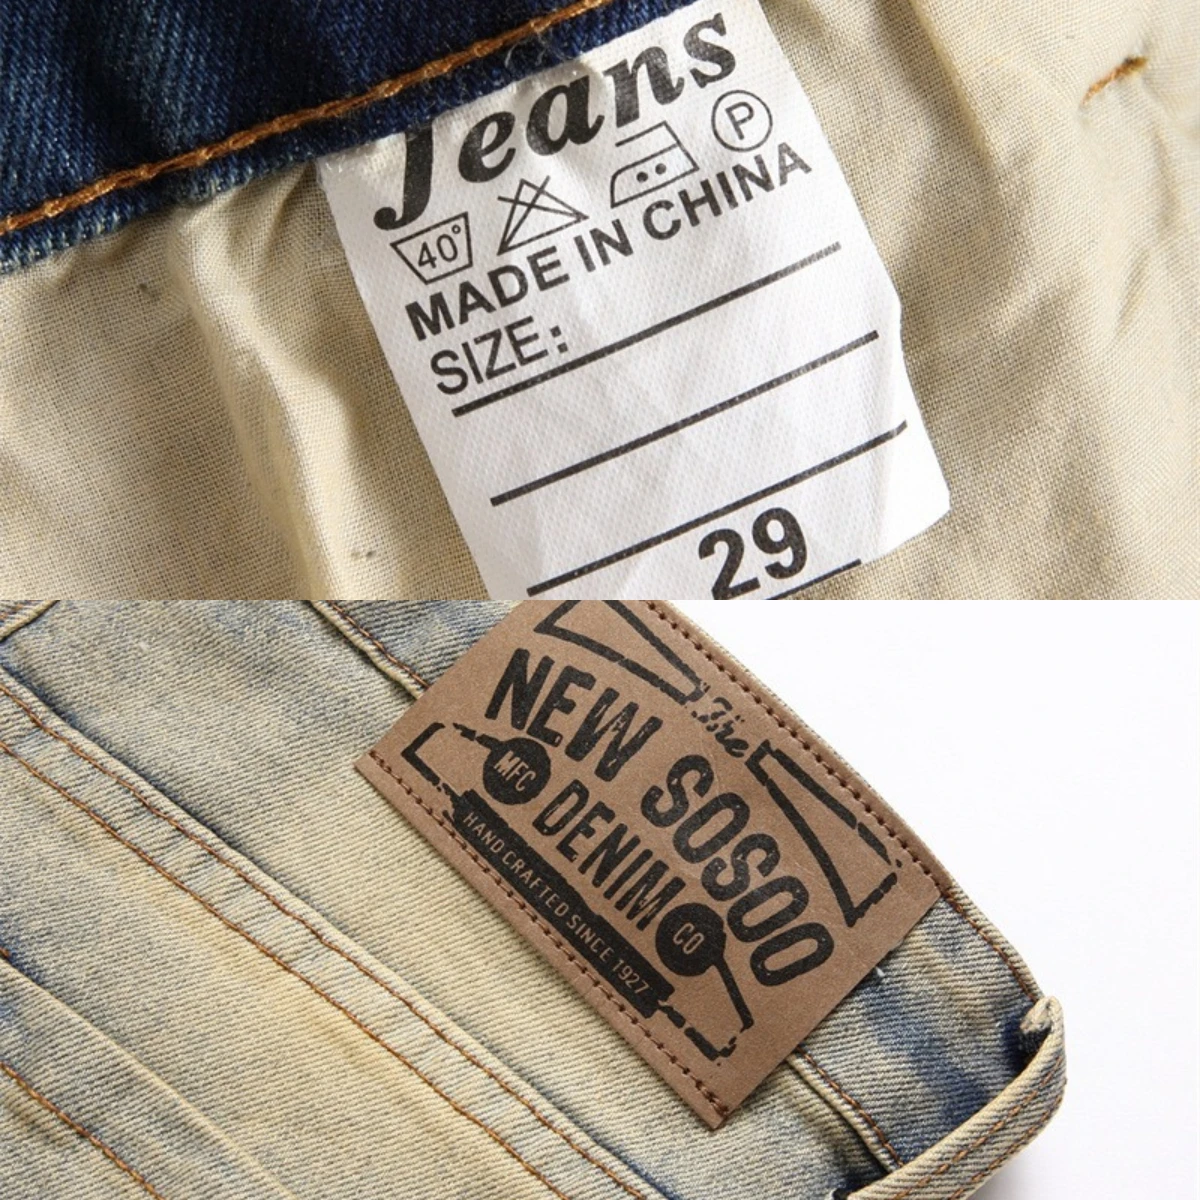 Jeans
40° P
MADE IN CHINA
SIZE:
29
The
NEW SOSOO
MFC DENIM CO
HAND CRAFTED SINCE 1927